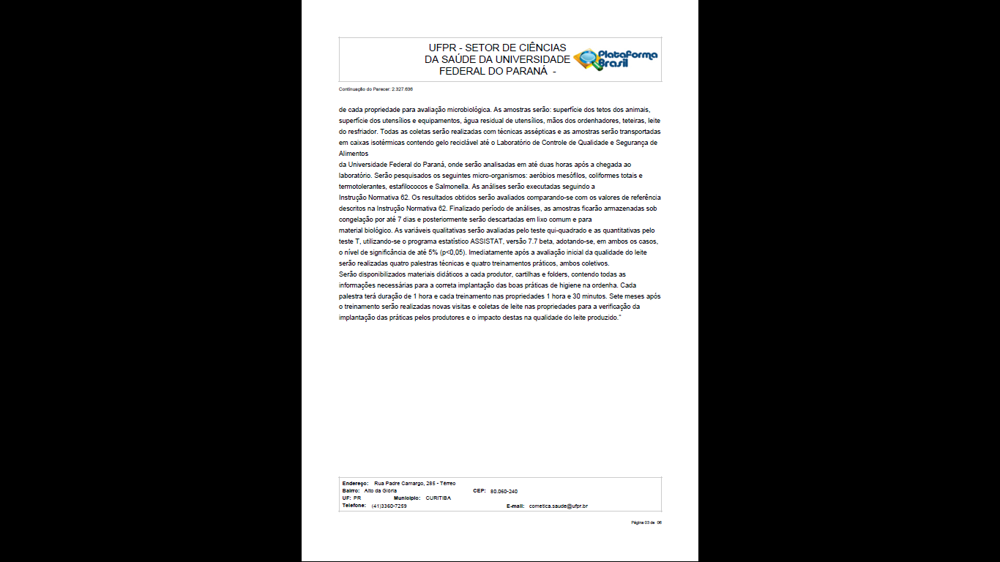 UFPR - SETOR DE CIÊNCIAS
DA SAÚDE DA UNIVERSIDADE
FEDERAL DO PARANÁ -
Plataforma
Brasil
Continuação do Parecer: 2.327.636
de cada propriedade para avaliação microbiológica. As amostras serão: superfície dos tetos dos animais,
superfície dos utensílios e equipamentos, água residual de utensílios, mãos dos ordenhadores, teteiras, leite
do resfriador. Todas as coletas serão realizadas com técnicas assépticas e as amostras serão transportadas
em caixas isotérmicas contendo gelo reciclável até o Laboratório de Controle de Qualidade e Segurança de
Alimentos
da Universidade Federal do Paraná, onde serão analisadas em até duas horas após a chegada ao
laboratório. Serão pesquisados os seguintes micro-organismos: aeróbios mesófilos, coliformes totais e
termotolerantes, estafilococos e Salmonella. As análises serão executadas seguindo a
Instrução Normativa 62. Os resultados obtidos serão avaliados comparando-se com os valores de referência
descritos na Instrução Normativa 62. Finalizado período de análises, as amostras ficarão armazenadas sob
congelação por até 7 dias e posteriormente serão descartadas em lixo comum e para
material biológico. As variáveis qualitativas serão avaliadas pelo teste qui-quadrado e as quantitativas pelo
teste T, utilizando-se o programa estatístico ASSISTAT, versão 7.7 beta, adotando-se, em ambos os casos,
o nível de significância de até 5% (p<0,05). Imediatamente após a avaliação inicial da qualidade do leite
serão realizadas quatro palestras técnicas e quatro treinamentos práticos, ambos coletivos.
Serão disponibilizados materiais didáticos a cada produtor, cartilhas e folders, contendo todas as
informações necessárias para a correta implantação das boas práticas de higiene na ordenha. Cada
palestra terá duração de 1 hora e cada treinamento nas propriedades 1 hora e 30 minutos. Sete meses após
o treinamento serão realizadas novas visitas e coletas de leite nas propriedades para a verificação da
implantação das práticas pelos produtores e o impacto destas na qualidade do leite produzido."
Endereço: Rua Padre Camargo, 285 - Térreo
Bairro: Alto da Glória CEP: 80.060-240
UF: PR Município: CURITIBA
Telefone: (41)3360-7259 E-mail: cometica.saude@ufpr.br
Página 03 de 06